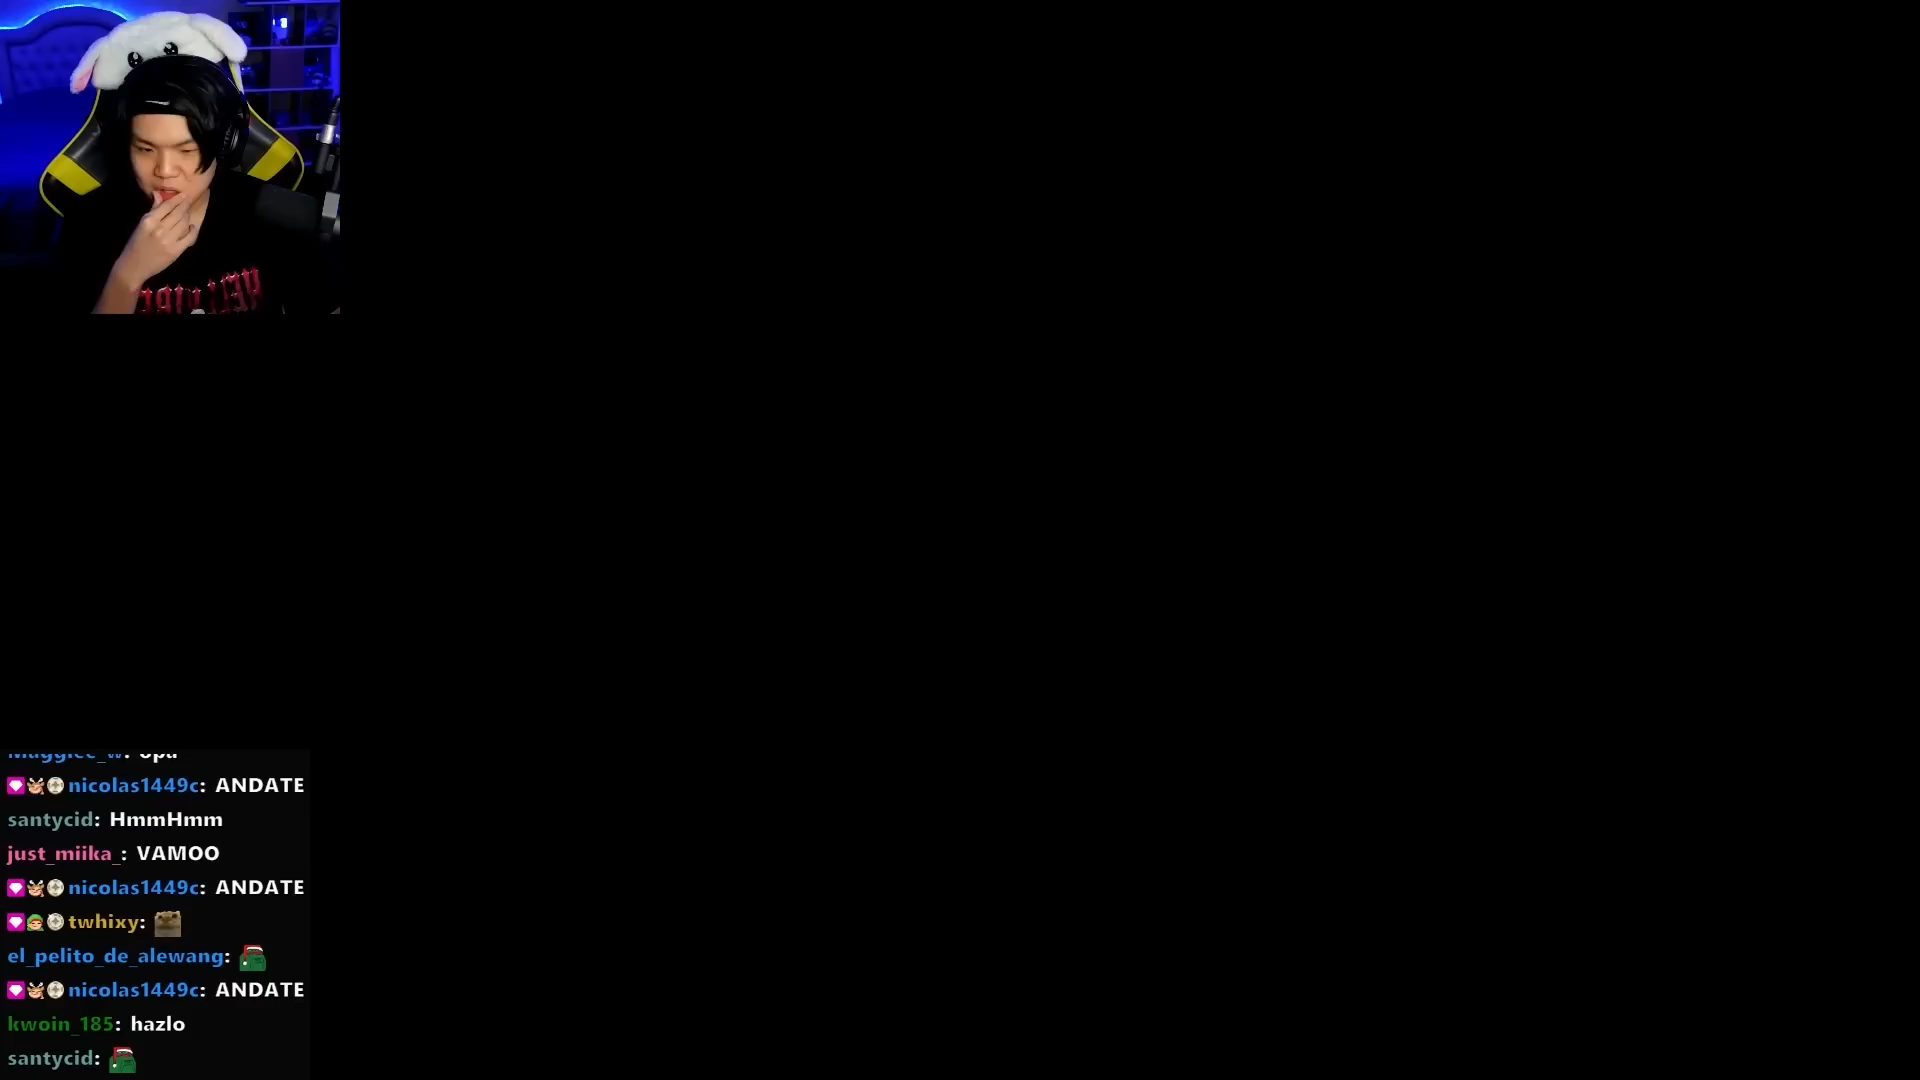 nicolas1449c: ANDATE
santycid: HmmHmm
just_miika_: VAMOO
nicolas1449c: ANDATE
twhixy:
el_pelito_de_alewang:
nicolas1449c: ANDATE
kwoin_185: hazlo
santycid: